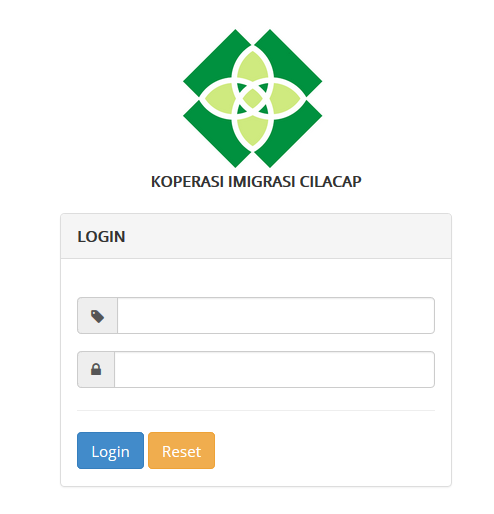 KOPERASI IMIGRASI CILACAP
LOGIN
Login Reset